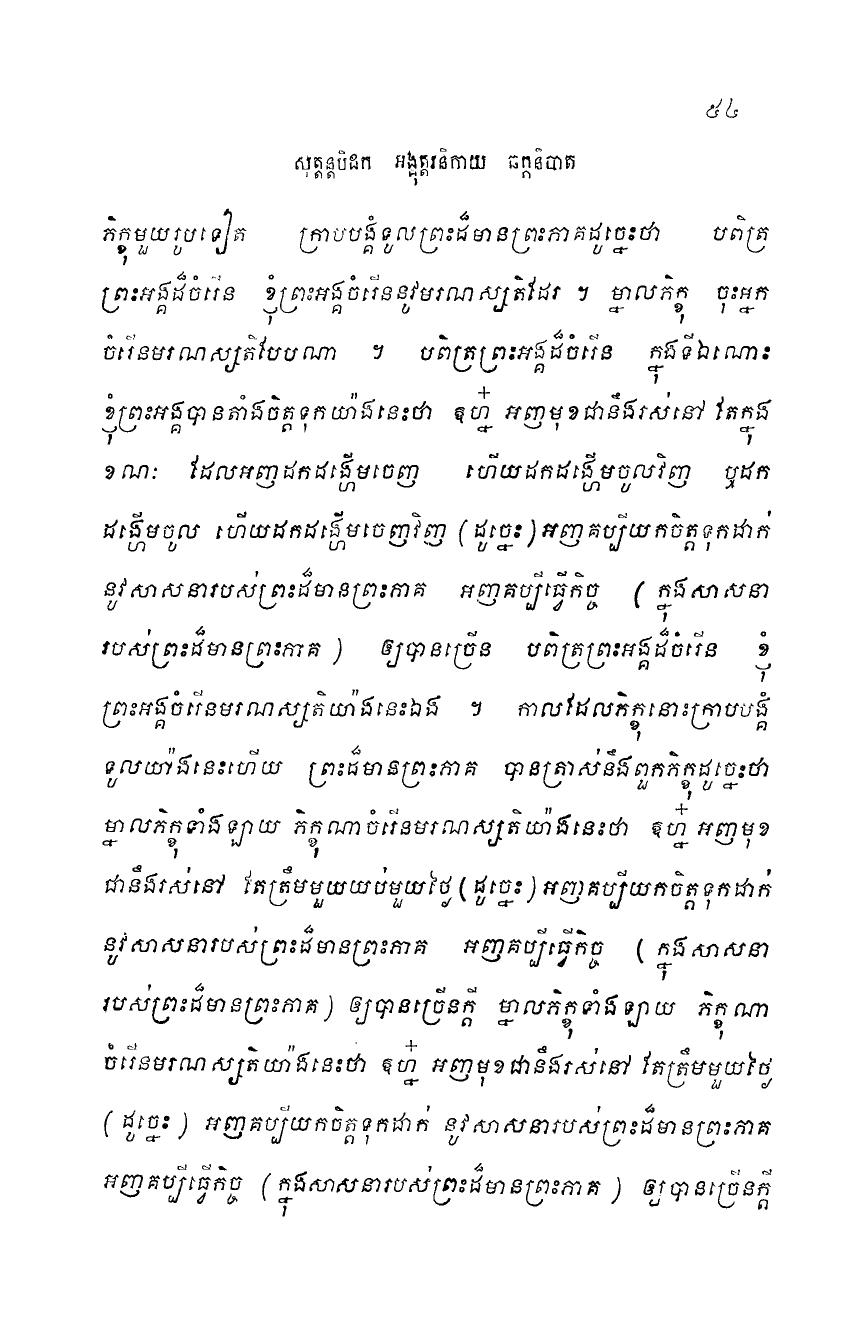 ៥៤
សុត្តន្តបិដក អង្គុត្តរនិកាយ ឆក្កនិបាត
ភិក្ខុមួយរូបទៀត ក្រាបបង្គំទូលព្រះដ៏មានព្រះភាគដូច្នេះថា បពិត្រ
ព្រះអង្គដ៏ចំរើន ខ្ញុំព្រះអង្គចំរើននូវមរណស្សតិដែរ ។ ម្នាលភិក្ខុ ចុះអ្នក
ចំរើនមរណស្សតិបែបណា ។ បពិត្រព្រះអង្គដ៏ចំរើន ក្នុងទីឯណោះ
ខ្ញុំព្រះអង្គបានតាំងចិត្តទុកយ៉ាងនេះថា ឱហ្ន៎ អញមុខជានឹងរស់នៅ តែក្នុង
ខណៈ ដែលអញដកដង្ហើមចេញ ហើយដកដង្ហើមចូលវិញ ឬដក
ដង្ហើមចូល ហើយដកដង្ហើមចេញវិញ (ដូច្នេះ) អញគប្បីយកចិត្តទុកដាក់
នូវសាសនារបស់ព្រះដ៏មានព្រះភាគ អញគប្បីធ្វើកិច្ច (ក្នុងសាសនា
របស់ព្រះដ៏មានព្រះភាគ) ឲ្យបានច្រើន បពិត្រព្រះអង្គដ៏ចំរើន ខ្ញុំ
ព្រះអង្គចំរើនមរណស្សតិយ៉ាងនេះឯង ។ កាលដែលភិក្ខុនោះក្រាបបង្គំ
ទូលយ៉ាងនេះហើយ ព្រះដ៏មានព្រះភាគ បានត្រាស់នឹងពួកភិក្ខុដូច្នេះថា
ម្នាលភិក្ខុទាំងឡាយ ភិក្ខុណាចំរើនមរណស្សតិយ៉ាងនេះថា ឱហ្ន៎ អញមុខ
ជានឹងរស់នៅ តែត្រឹមមួយយប់មួយថ្ងៃ (ដូច្នេះ) អញគប្បីយកចិត្តទុកដាក់
នូវសាសនារបស់ព្រះដ៏មានព្រះភាគ អញគប្បីធ្វើកិច្ច (ក្នុងសាសនា
របស់ព្រះដ៏មានព្រះភាគ) ឲ្យបានច្រើនក្តី ម្នាលភិក្ខុទាំងឡាយ ភិក្ខុណា
ចំរើនមរណស្សតិយ៉ាងនេះថា ឱហ្ន៎ អញមុខជានឹងរស់នៅ តែត្រឹមមួយថ្ងៃ
(ដូច្នេះ) អញគប្បីយកចិត្តទុកដាក់ នូវសាសនារបស់ព្រះដ៏មានព្រះភាគ
អញគប្បីធ្វើកិច្ច (ក្នុងសាសនារបស់ព្រះដ៏មានព្រះភាគ) ឲ្យបានច្រើនក្តី